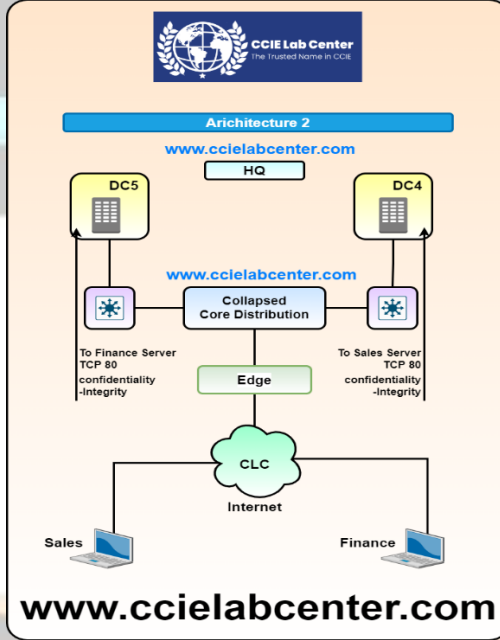 CCIE Lab Center
The Trusted Name in CCIE
Arichitecture 2
www.ccielabcenter.com
HQ
DC5
DC4
www.ccielabcenter.com
Collapsed
Core Distribution
To Finance Server
TCP 80
confidentiality
-Integrity
To Sales Server
TCP 80
confidentiality
-Integrity
Edge
CLC
Internet
Sales
Finance
www.ccielabcenter.com